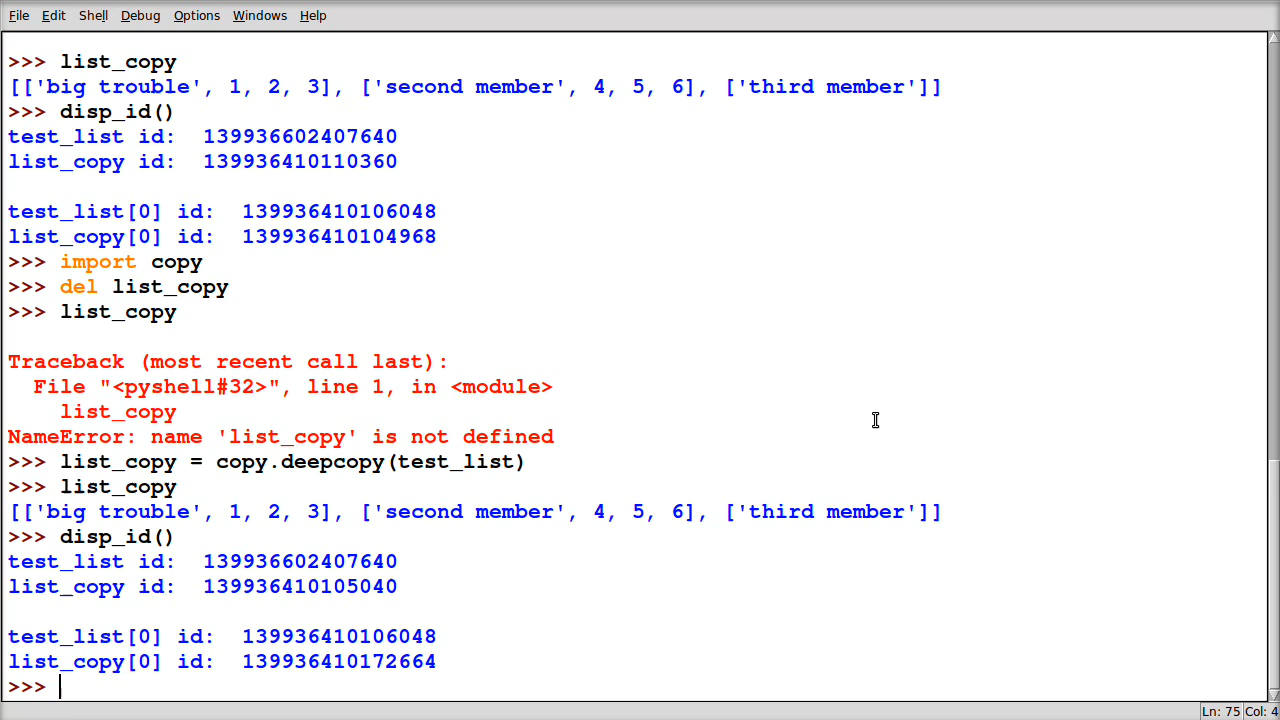 File Edit Shell Debug Options Windows Help
>>> list_copy
[['big trouble', 1, 2, 3], ['second member', 4, 5, 6], ['third member']]
>>> disp_id()
test_list id:  139936602407640
list_copy id:  139936410110360
test_list[0] id:  139936410106048
list_copy[0] id:  139936410104968
>>> import copy
>>> del list_copy
>>> list_copy
Traceback (most recent call last):
  File "<pyshell#32>", line 1, in <module>
    list_copy
NameError: name 'list_copy' is not defined
>>> list_copy = copy.deepcopy(test_list)
>>> list_copy
[['big trouble', 1, 2, 3], ['second member', 4, 5, 6], ['third member']]
>>> disp_id()
test_list id:  139936602407640
list_copy id:  139936410105040
test_list[0] id:  139936410106048
list_copy[0] id:  139936410172664
>>>
Ln: 75 Col: 4